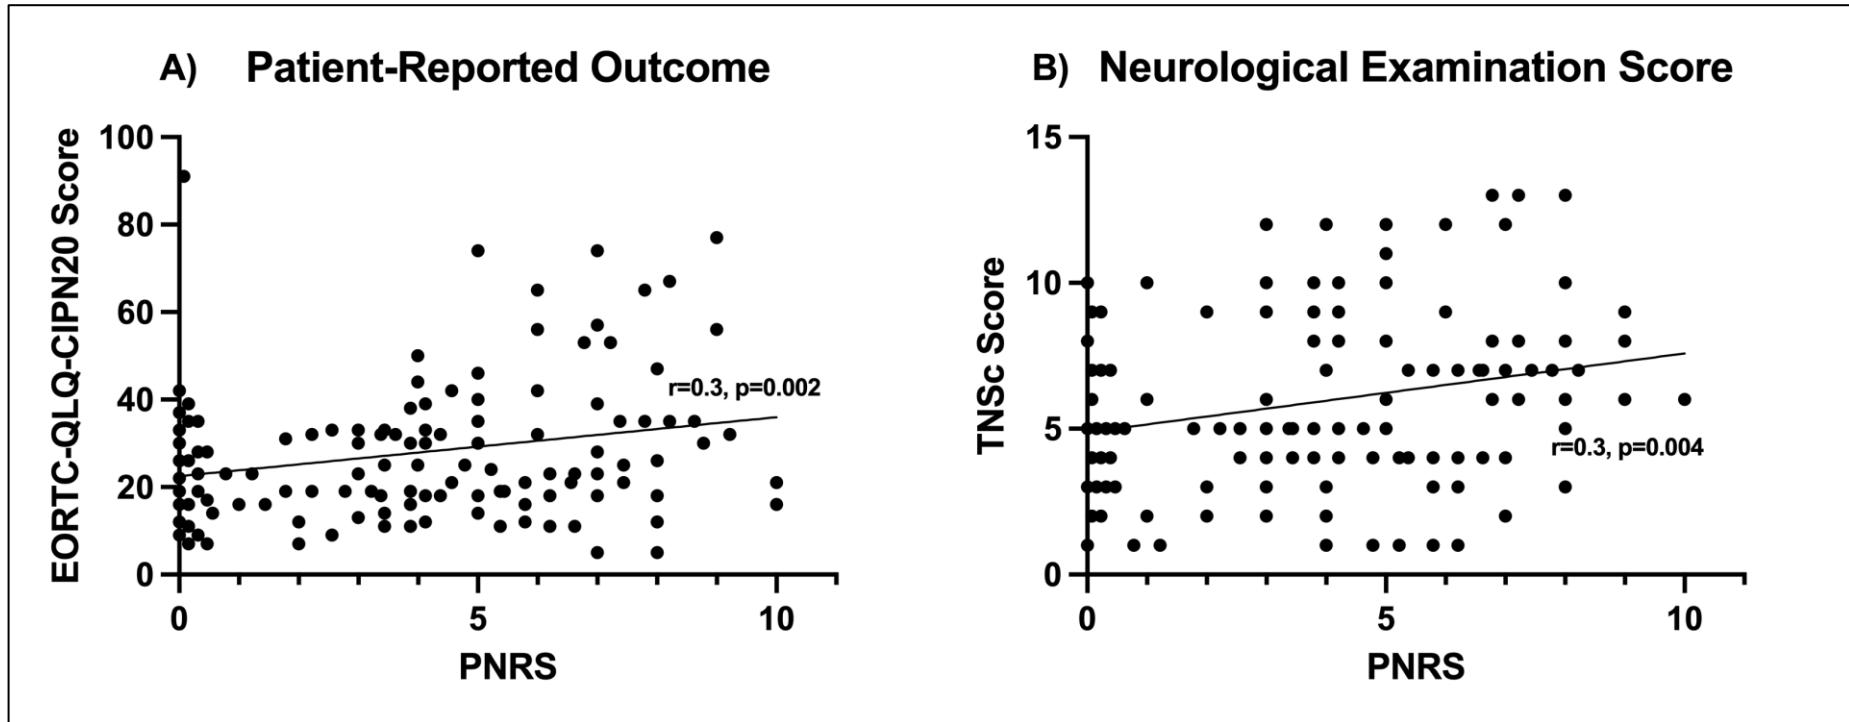 A) Patient-Reported Outcome
EORTC-QLQ-CIPN20 Score
100
80
60
40
20
0
r=0.3, p=0.002
0 5 10
PNRS
B) Neurological Examination Score
TNSc Score
15
10
5
0
r=0.3, p=0.004
0 5 10
PNRS